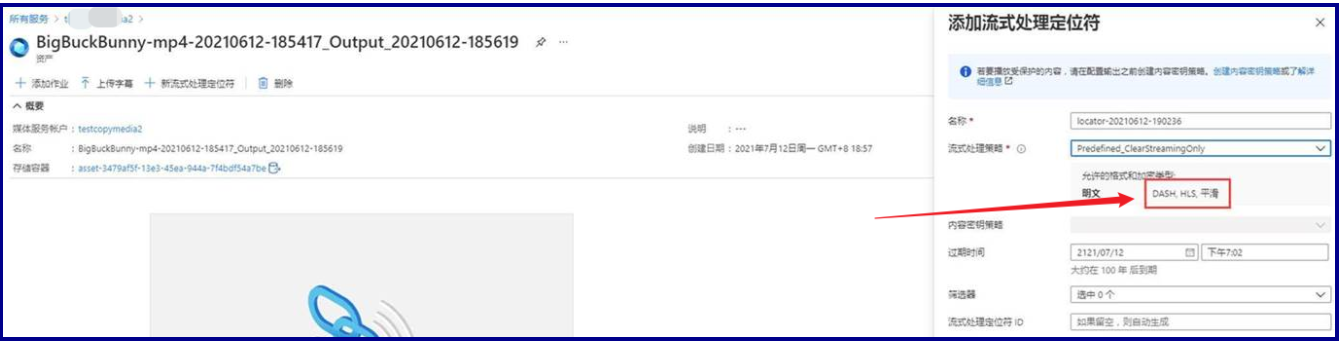 所有服务 > t a2 >
BigBuckBunny-mp4-20210612-185417_Output_20210612-185619 ...
资产
添加作业 上传字幕 新流式处理定位符 删除
概要
媒体服务帐户 : testcopymedia2
名称 : BigBuckBunny-mp4-20210612-185417_Output_20210612-185619
存储容器 : asset-3479af5f-13e3-45ea-944a-7f4bdf54a7be
说明 : ---
创建日期 : 2021年7月12日周一 GMT+8 18:57
添加流式处理定位符
若要播放受保护的内容,请在配置输出之前创建内容密钥策略。创建内容密钥策略或了解详
细信息
名称 * locator-20210612-190236
流式处理策略 * Predefined_ClearStreamingOnly
允许的格式和加密类型:
明文 DASH, HLS, 平滑
内容密钥策略
过期时间 2121/07/12 下午7:02
大约在 100 年 后到期
筛选器 选中 0 个
流式处理定位符 ID 如果留空,则自动生成